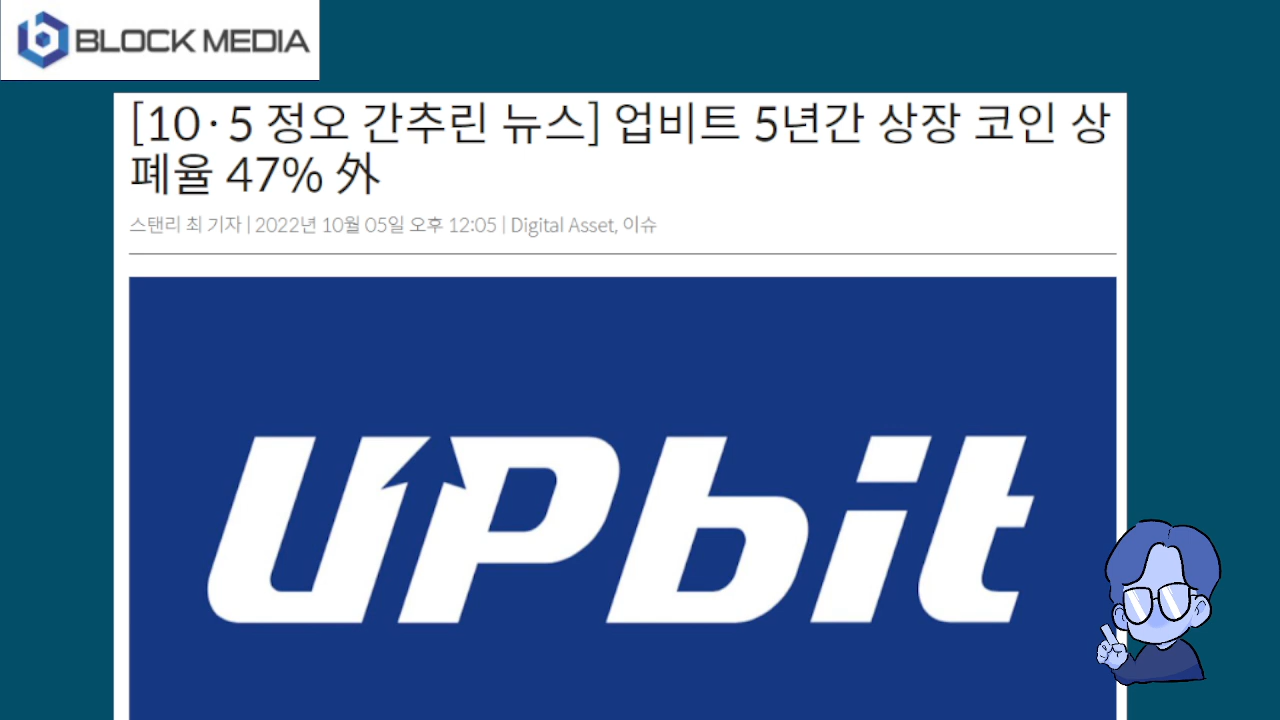 BLOCK MEDIA
[10·5 정오 간추린 뉴스] 업비트 5년간 상장 코인 상
폐율 47% 外
스탠리 최 기자 | 2022년 10월 05일 오후 12:05 | Digital Asset, 이슈
UPbit